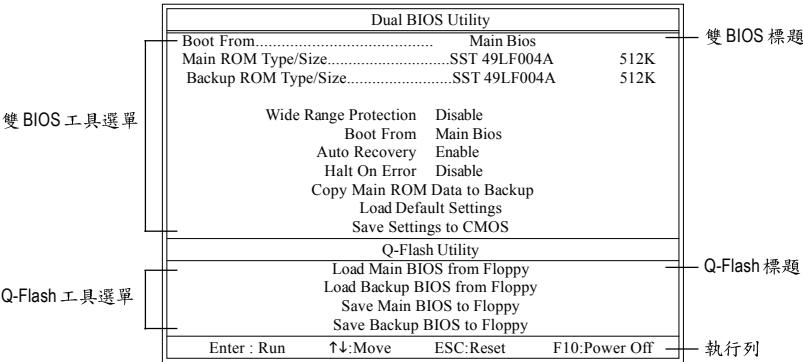 Dual BIOS Utility
雙 BIOS 標題
Boot From.......................................... Main Bios
Main ROM Type/Size.............................SST 49LF004A 512K
Backup ROM Type/Size.........................SST 49LF004A 512K
雙 BIOS 工具選單
Wide Range Protection Disable
Boot From Main Bios
Auto Recovery Enable
Halt On Error Disable
Copy Main ROM Data to Backup
Load Default Settings
Save Settings to CMOS
Q-Flash Utility
Q-Flash 標題
Load Main BIOS from Floppy
Load Backup BIOS from Floppy
Q-Flash 工具選單
Save Main BIOS to Floppy
Save Backup BIOS to Floppy
Enter : Run ↑↓:Move ESC:Reset F10:Power Off
執行列